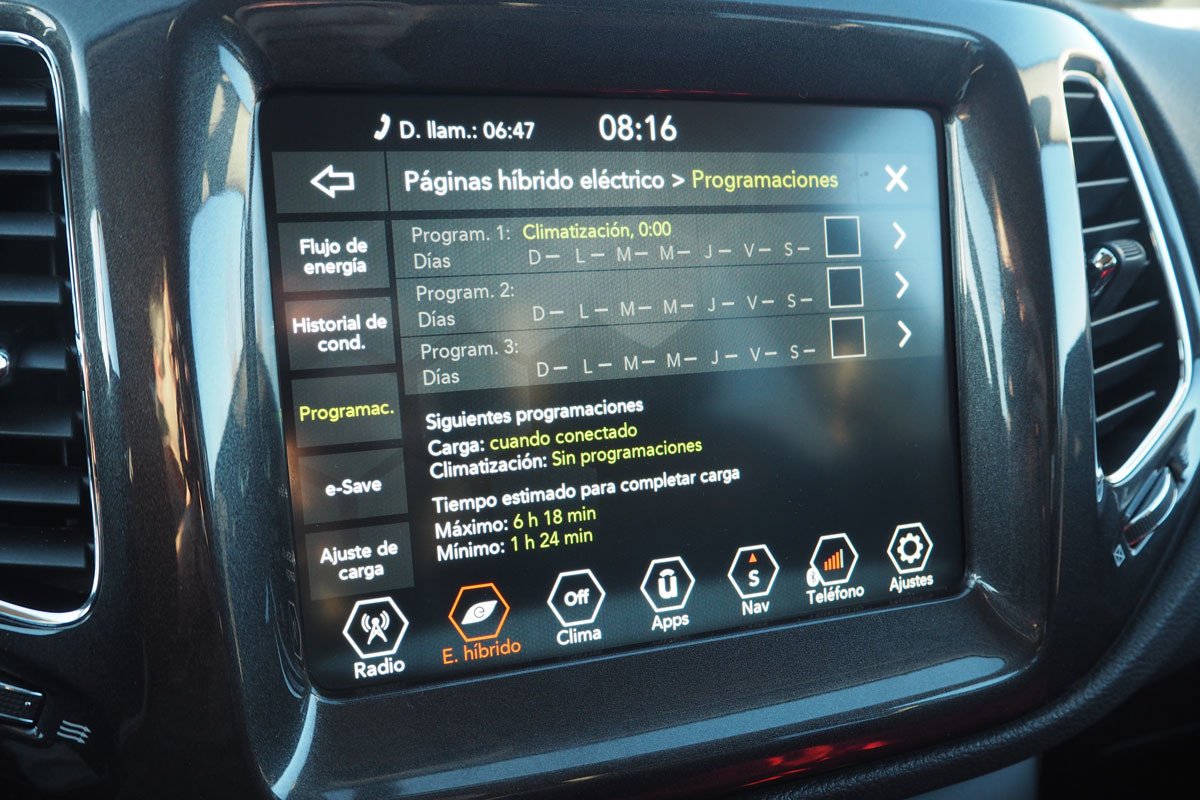 D. llam.: 06:47 08:16
Páginas híbrido eléctrico > Programaciones
Flujo de energía
Historial de cond.
Programac.
e-Save
Ajuste de carga
Program. 1: Climatización, 0:00
Días D– L– M– M– J– V– S–
Program. 2:
Días D– L– M– M– J– V– S–
Program. 3:
Días D– L– M– M– J– V– S–
Siguientes programaciones
Carga: cuando conectado
Climatización: Sin programaciones
Tiempo estimado para completar carga
Máximo: 6 h 18 min
Mínimo: 1 h 24 min
Off
S
Radio E. híbrido Clima Apps Nav Teléfono Ajustes